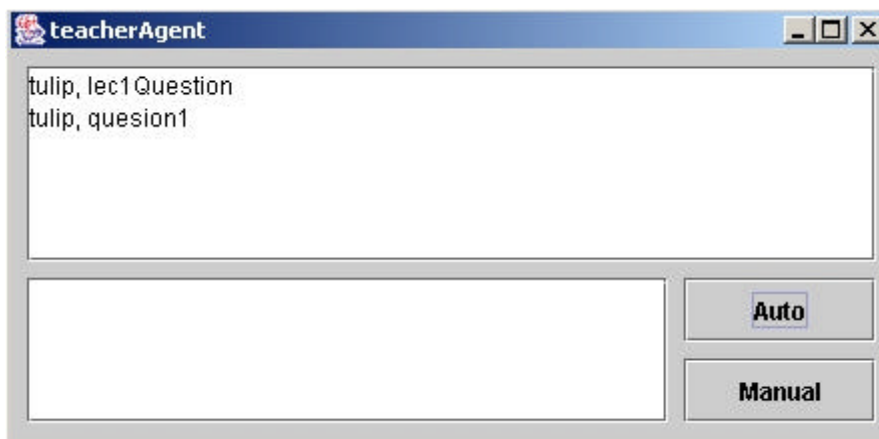 teacherAgent
tulip, lec1Question
tulip, quesion1
Auto
Manual